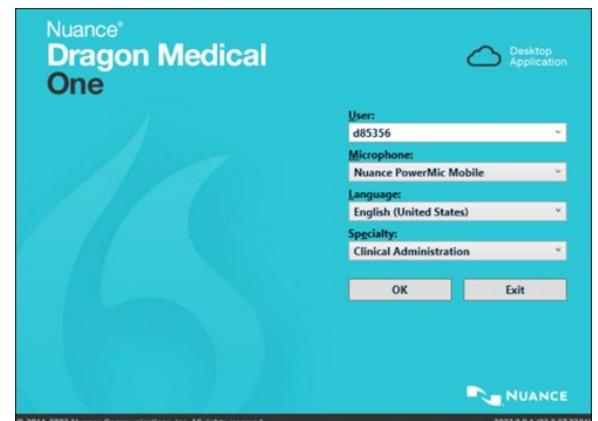 Nuance®
Dragon Medical
One
Desktop
Application
User:
d85356
Microphone:
Nuance PowerMic Mobile
Language:
English (United States)
Specialty:
Clinical Administration
OK
Exit
NUANCE